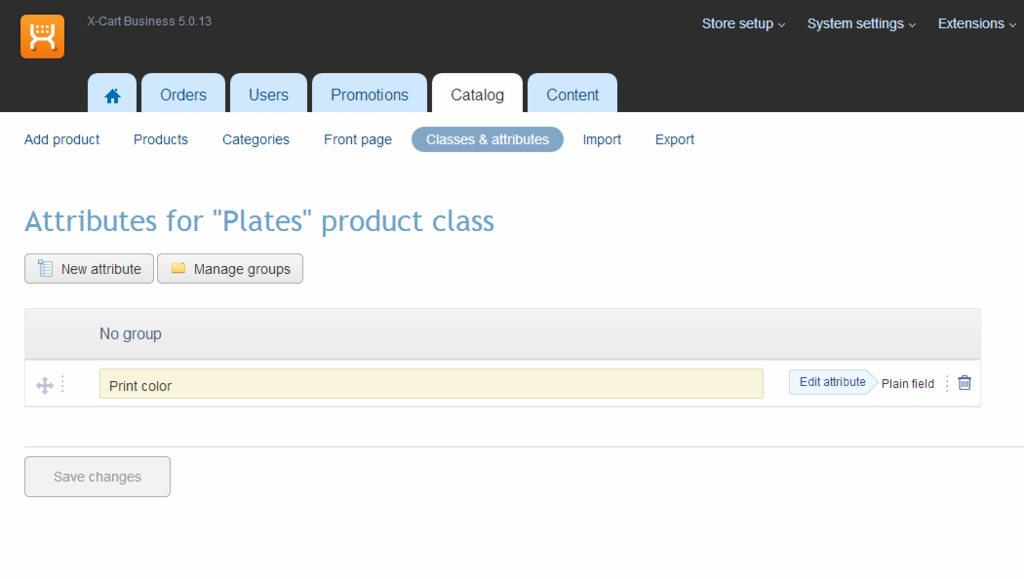 X-Cart Business 5.0.13
Store setup System settings Extensions
Orders Users Promotions Catalog Content
Add product Products Categories Front page Classes & attributes Import Export
Attributes for "Plates" product class
New attribute Manage groups
No group
Print color Edit attribute Plain field
Save changes